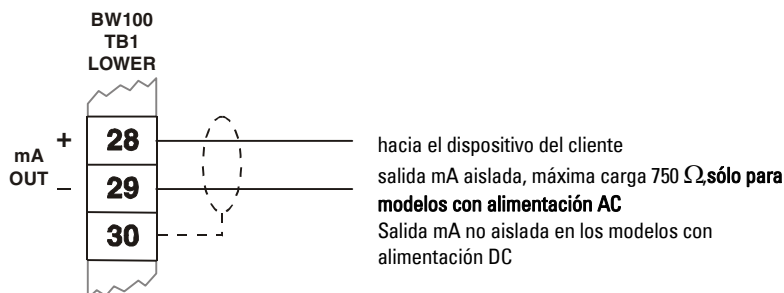 BW100
TB1
LOWER
mA
OUT
+
–
28
29
30
hacia el dispositivo del cliente
salida mA aislada, máxima carga 750 Ω,sólo para
modelos con alimentación AC
Salida mA no aislada en los modelos con
alimentación DC